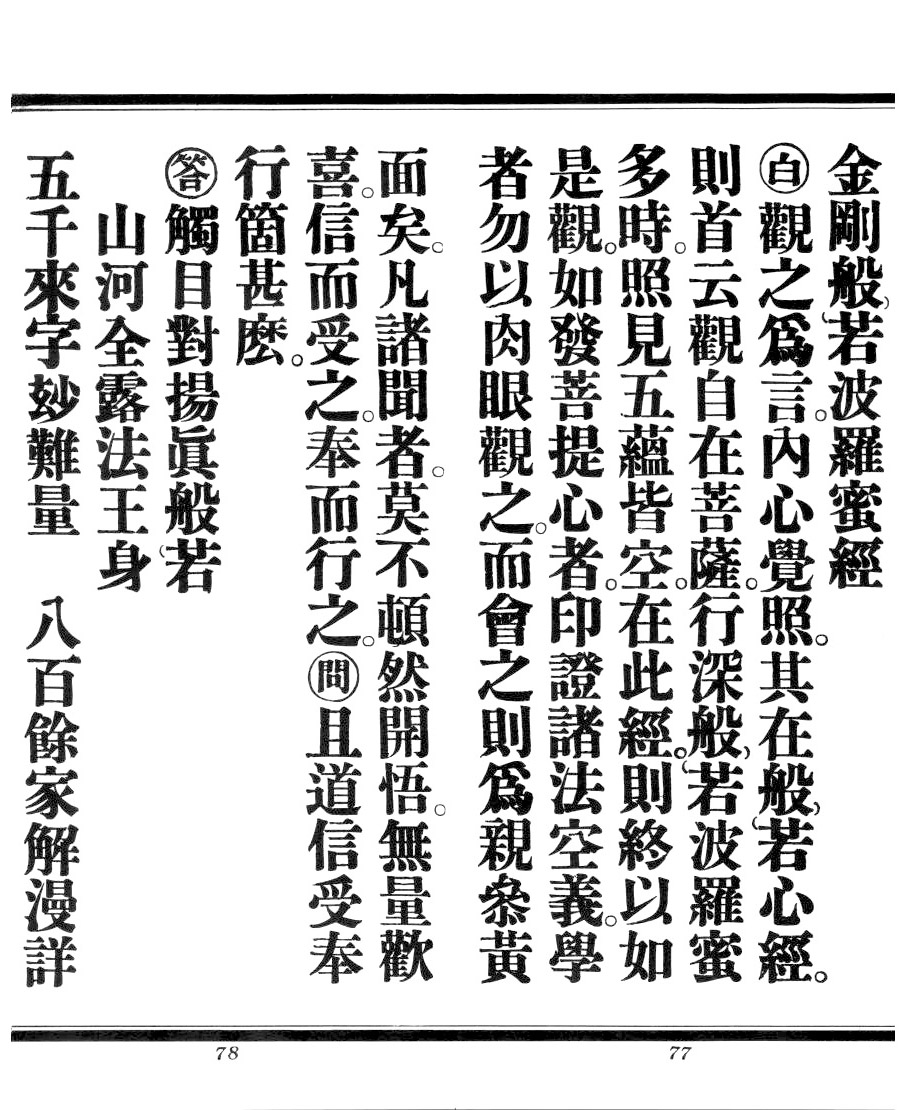 金剛般若波羅蜜經
㊀白觀之爲言。內心覺照。其在般若心經。
則首云觀自在菩薩。行深般若波羅蜜
多時。照見五蘊皆空。在此經。則終以如
是觀。如發菩提心者。印證諸法空義。學
者勿以肉眼觀之。而會之則爲親叅黃
面矣。凡諸聞者。莫不頓然開悟。無量歡
喜。信而受之。奉而行之。問且道信受奉
行箇甚麽。
答觸目對揚眞般若
山河全露法王身
五千來字妙難量 八百餘家解漫詳
77
78